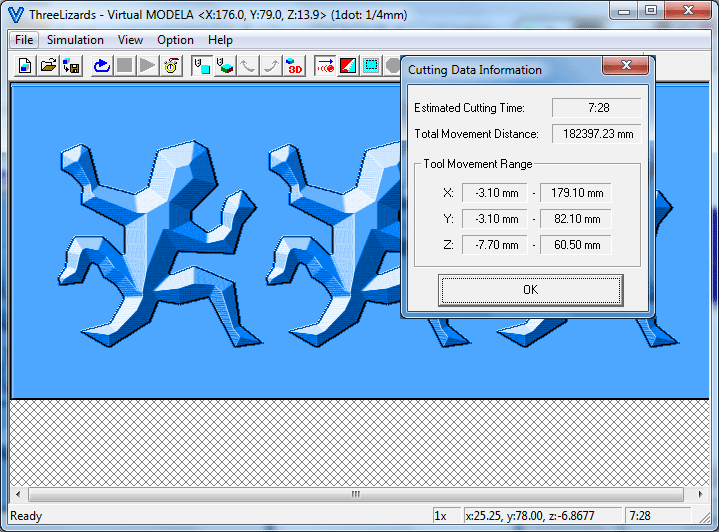 ThreeLizards - Virtual MODELA <X:176.0, Y:79.0, Z:13.9> (1dot: 1/4mm)
File Simulation View Option Help
3D
Cutting Data Information
Estimated Cutting Time: 7:28
Total Movement Distance: 182397.23 mm
Tool Movement Range
X: -3.10 mm - 179.10 mm
Y: -3.10 mm - 82.10 mm
Z: -7.70 mm - 60.50 mm
OK
Ready 1x x:25.25, y:78.00, z:-6.8677 7:28